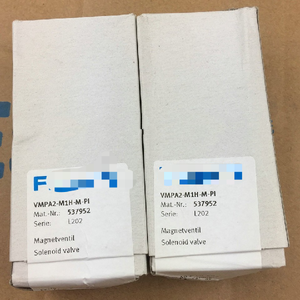 F
VMPA2-M1H-M-PI
Mat.-Nr.: 537952
Serie: L202
Magnetventil
Solenoid valve
VMPA2-M1H-M-PI
Mat.-Nr.: 537952
Serie: L202
Magnetventil
Solenoid valve